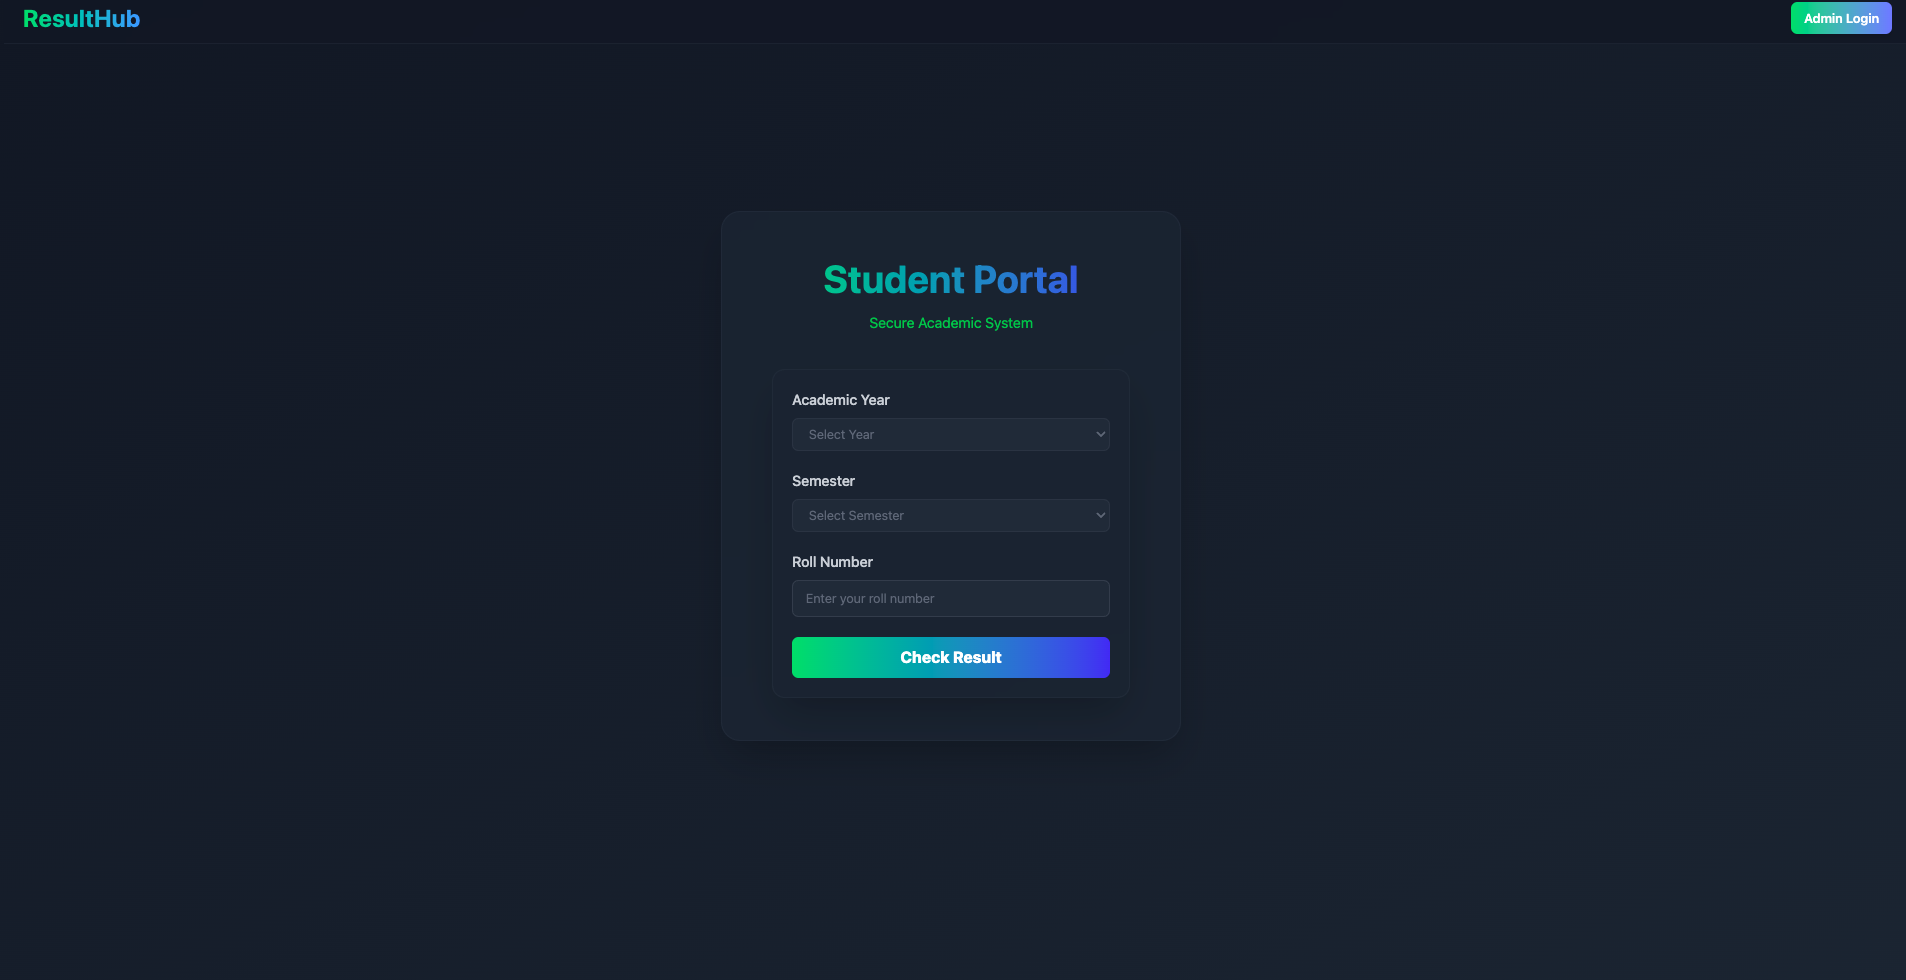 ResultHub
Admin Login
Student Portal
Secure Academic System
Academic Year
Select Year
Semester
Select Semester
Roll Number
Enter your roll number
Check Result